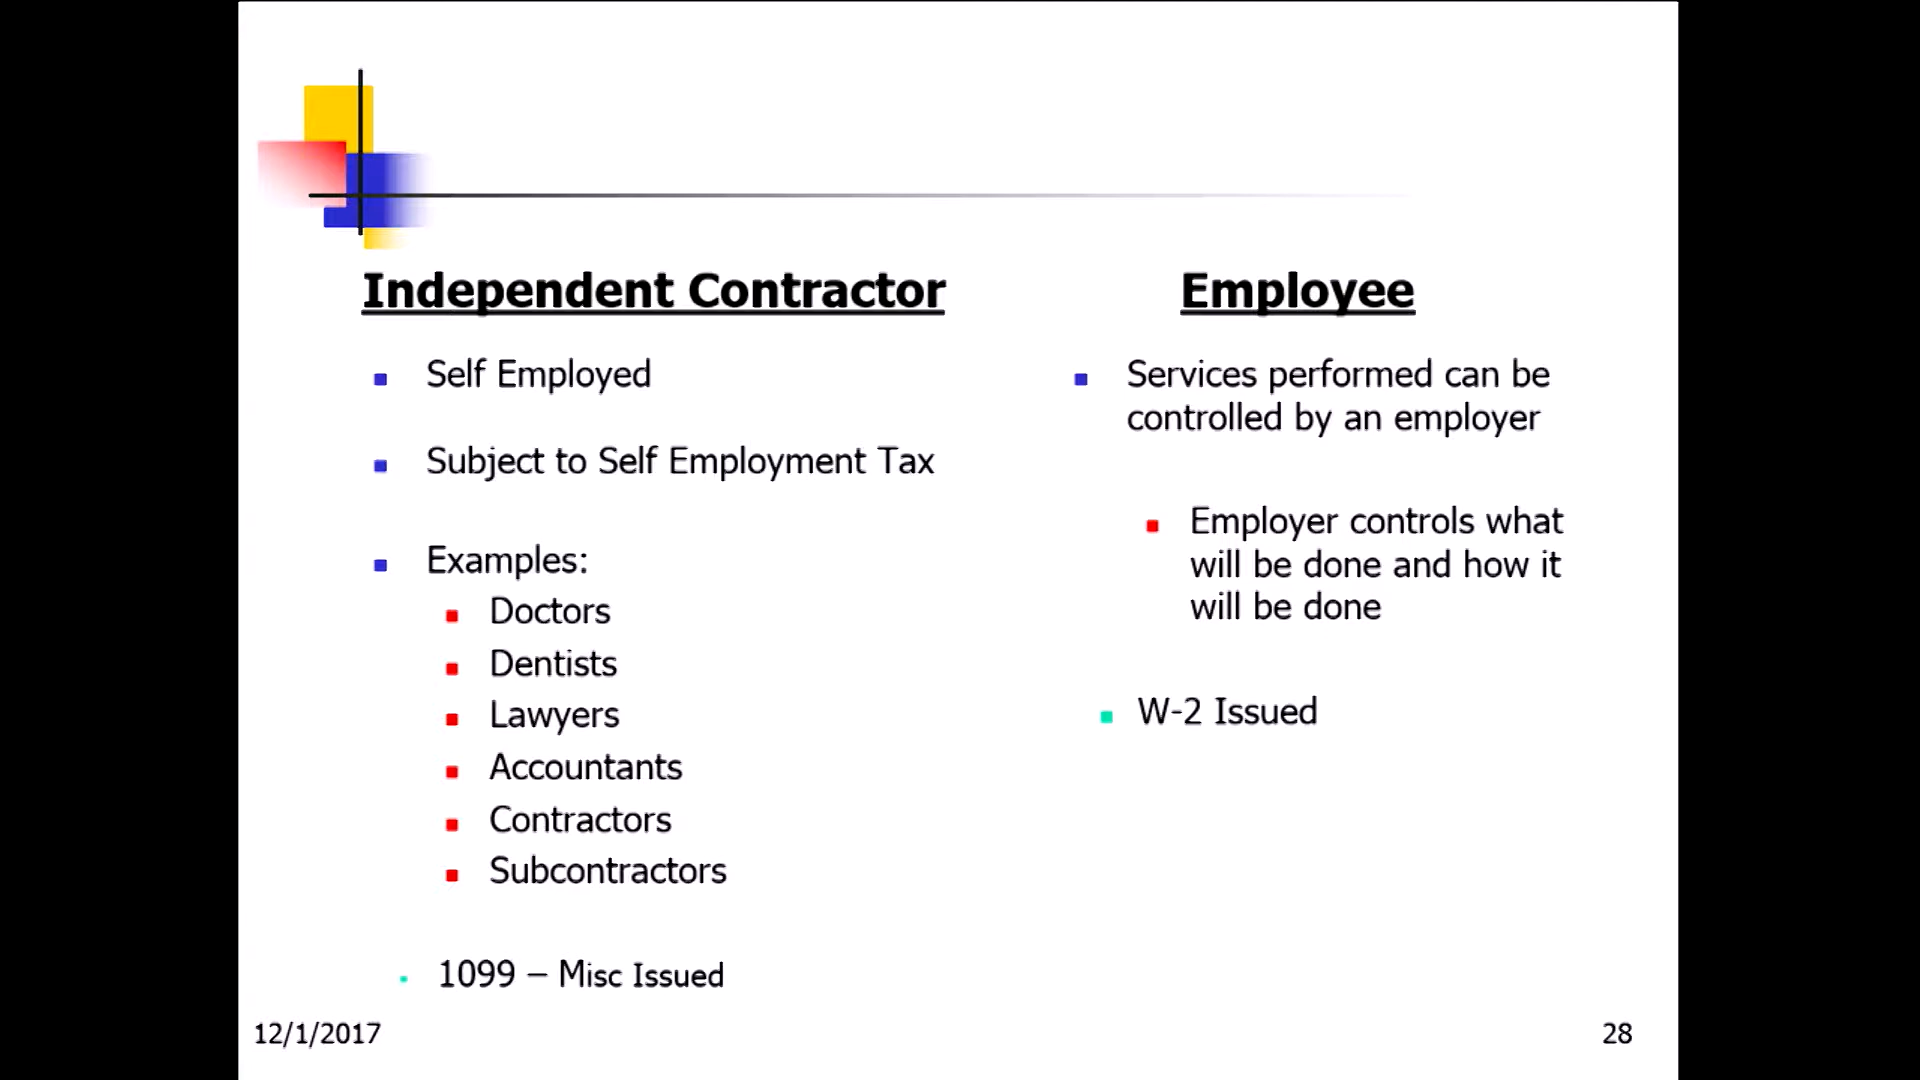 Independent Contractor
Self Employed
Subject to Self Employment Tax
Examples:
Doctors
Dentists
Lawyers
Accountants
Contractors
Subcontractors
1099 – Misc Issued
Employee
Services performed can be
controlled by an employer
Employer controls what
will be done and how it
will be done
W-2 Issued
12/1/2017
28